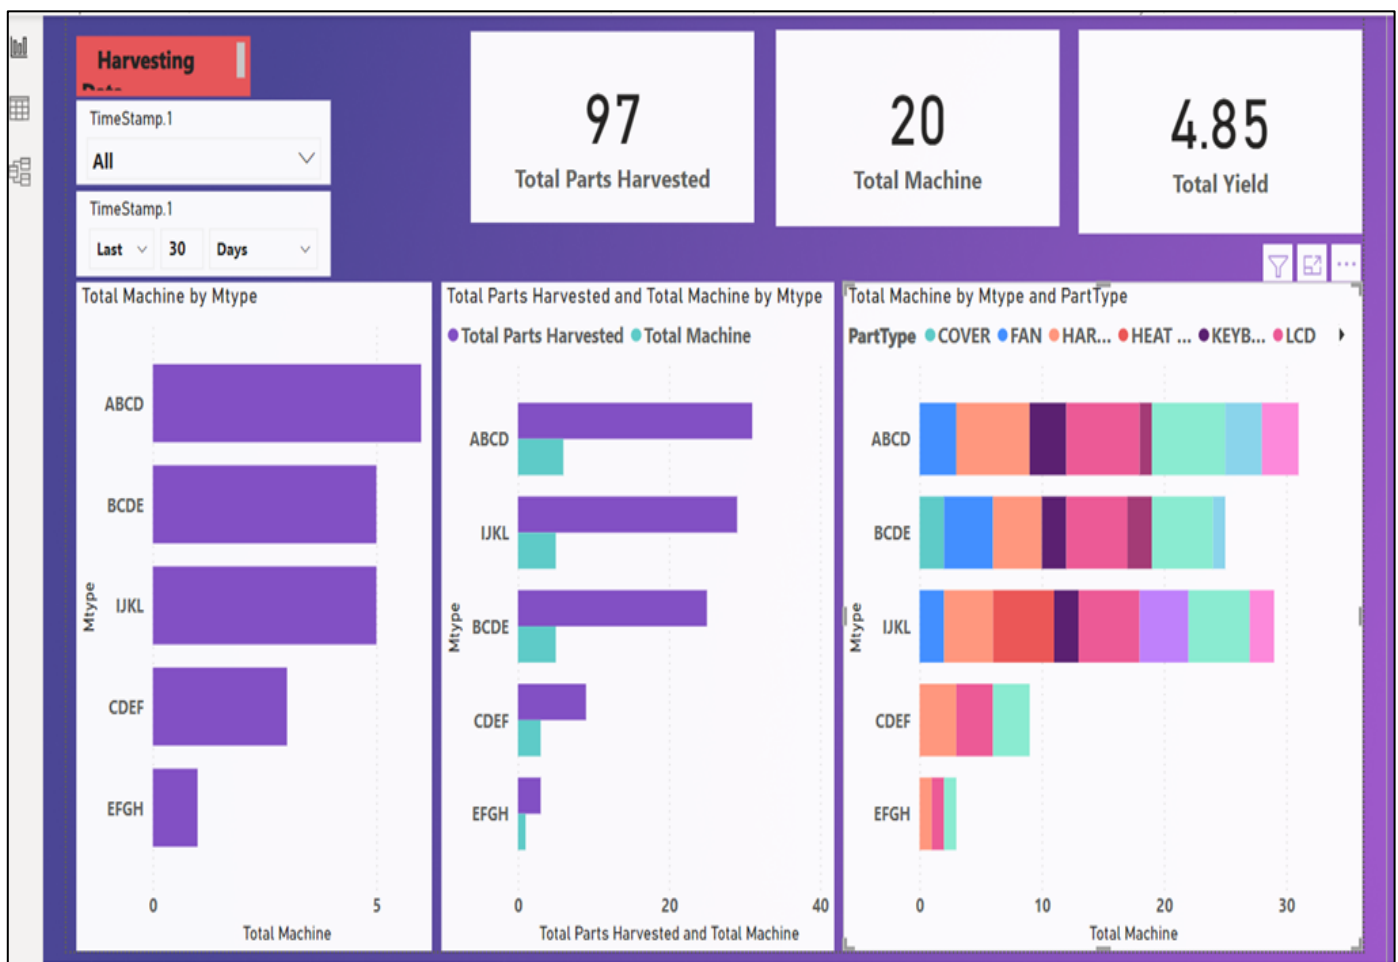 Harvesting
Data
TimeStamp.1
All
TimeStamp.1
Last 30 Days
97
Total Parts Harvested
20
Total Machine
4.85
Total Yield
Total Machine by Mtype
ABCD
BCDE
IJKL
CDEF
EFGH
Mtype
0 5
Total Machine
Total Parts Harvested and Total Machine by Mtype
Total Parts Harvested Total Machine
ABCD
IJKL
BCDE
CDEF
EFGH
Mtype
0 20 40
Total Parts Harvested and Total Machine
Total Machine by Mtype and PartType
PartType COVER FAN HAR... HEAT ... KEYB... LCD
ABCD
BCDE
IJKL
CDEF
EFGH
Mtype
0 10 20 30
Total Machine